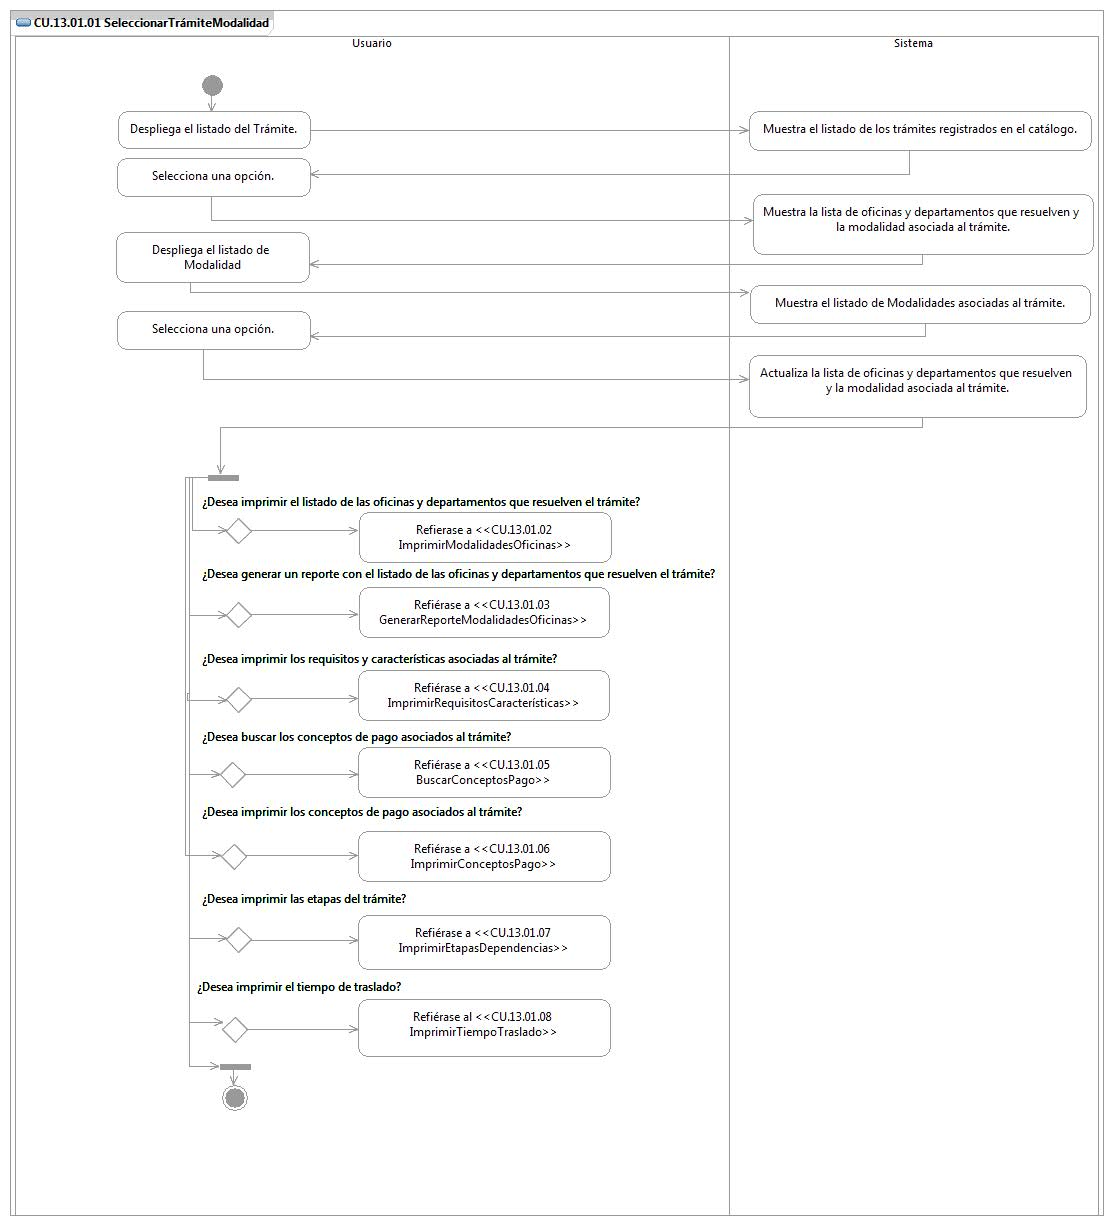 CU.13.01.01 SeleccionarTrámiteModalidad
Usuario
Sistema
Despliega el listado del Trámite.
Muestra el listado de los trámites registrados en el catálogo.
Selecciona una opción.
Muestra la lista de oficinas y departamentos que resuelven y
la modalidad asociada al trámite.
Despliega el listado de
Modalidad
Muestra el listado de Modalidades asociadas al trámite.
Selecciona una opción.
Actualiza la lista de oficinas y departamentos que resuelven
y la modalidad asociada al trámite.
¿Desea imprimir el listado de las oficinas y departamentos que resuelven el trámite?
Refierase a <<CU.13.01.02
ImprimirModalidadesOficinas>>
¿Desea generar un reporte con el listado de las oficinas y departamentos que resuelven el trámite?
Refiérase a <<CU.13.01.03
GenerarReporteModalidadesOficinas>>
¿Desea imprimir los requisitos y características asociadas al trámite?
Refiérase a <<CU.13.01.04
ImprimirRequisitosCaracterísticas>>
¿Desea buscar los conceptos de pago asociados al trámite?
Refiérase a <<CU.13.01.05
BuscarConceptosPago>>
¿Desea imprimir los conceptos de pago asociados al trámite?
Refiérase a <<CU.13.01.06
ImprimirConceptosPago>>
¿Desea imprimir las etapas del trámite?
Refiérase a <<CU.13.01.07
ImprimirEtapasDependencias>>
¿Desea imprimir el tiempo de traslado?
Refiérase al <<CU.13.01.08
ImprimirTiempoTraslado>>